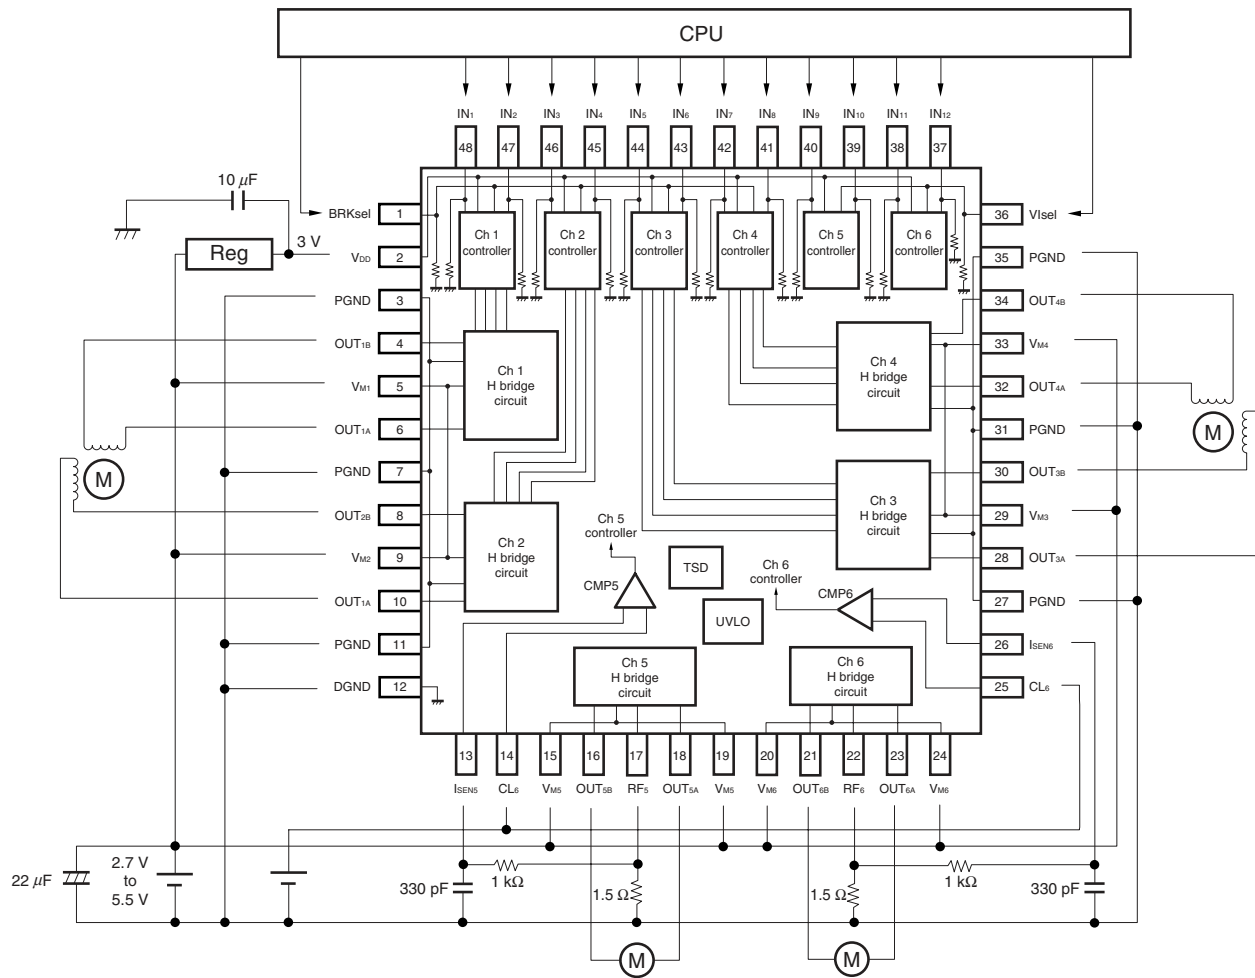 CPU
IN1 IN2 IN3 IN4 IN5 IN6 IN7 IN8 IN9 IN10 IN11 IN12
48 47 46 45 44 43 42 41 40 39 38 37
10 μF
BRKsel 1
36 VIsel
Reg
3 V
VDD 2
35 PGND
Ch 1
controller
Ch 2
controller
Ch 3
controller
Ch 4
controller
Ch 5
controller
Ch 6
controller
PGND 3
34 OUT4B
OUT1B 4
33 VM4
VM1 5
32 OUT4A
OUT1A 6
31 PGND
Ch 1
H bridge
circuit
Ch 4
H bridge
circuit
M
M
PGND 7
30 OUT3B
OUT2B 8
29 VM3
VM2 9
28 OUT3A
OUT1A 10
27 PGND
Ch 2
H bridge
circuit
Ch 3
H bridge
circuit
Ch 5
controller
CMP5
TSD
UVLO
Ch 6
controller
CMP6
PGND 11
26 ISEN6
DGND 12
25 CL6
Ch 5
H bridge
circuit
Ch 6
H bridge
circuit
13 14 15 16 17 18 19 20 21 22 23 24
ISEN5 CL6 VM5 OUT5B RF5 OUT5A VM5 VM6 OUT6B RF6 OUT6A VM6
22 μF
2.7 V
to
5.5 V
330 pF
1 kΩ
1.5 Ω
1.5 Ω
1 kΩ
330 pF
M
M